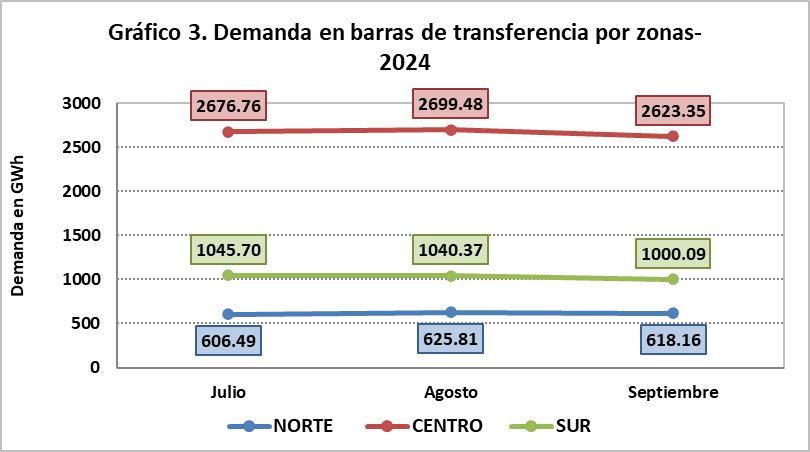 Gráfico 3. Demanda en barras de transferencia por zonas-
2024
Demanda en GWh
3000
2500
2000
1500
1000
500
0
2676.76
2699.48
2623.35
1045.70
1040.37
1000.09
606.49
625.81
618.16
Julio
Agosto
Septiembre
NORTE
CENTRO
SUR